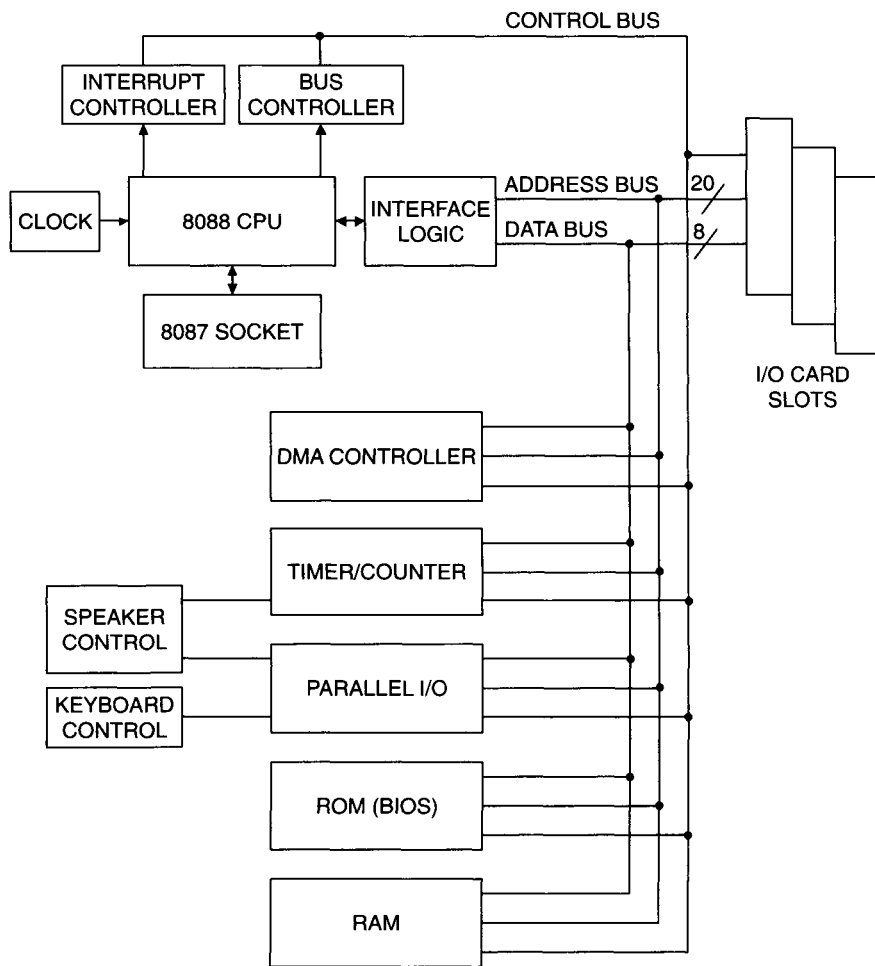 CONTROL BUS
INTERRUPT
CONTROLLER
BUS
CONTROLLER
CLOCK
8088 CPU
INTERFACE
LOGIC
ADDRESS BUS
20
DATA BUS
8
8087 SOCKET
I/O CARD
SLOTS
DMA CONTROLLER
TIMER/COUNTER
SPEAKER
CONTROL
PARALLEL I/O
KEYBOARD
CONTROL
ROM (BIOS)
RAM